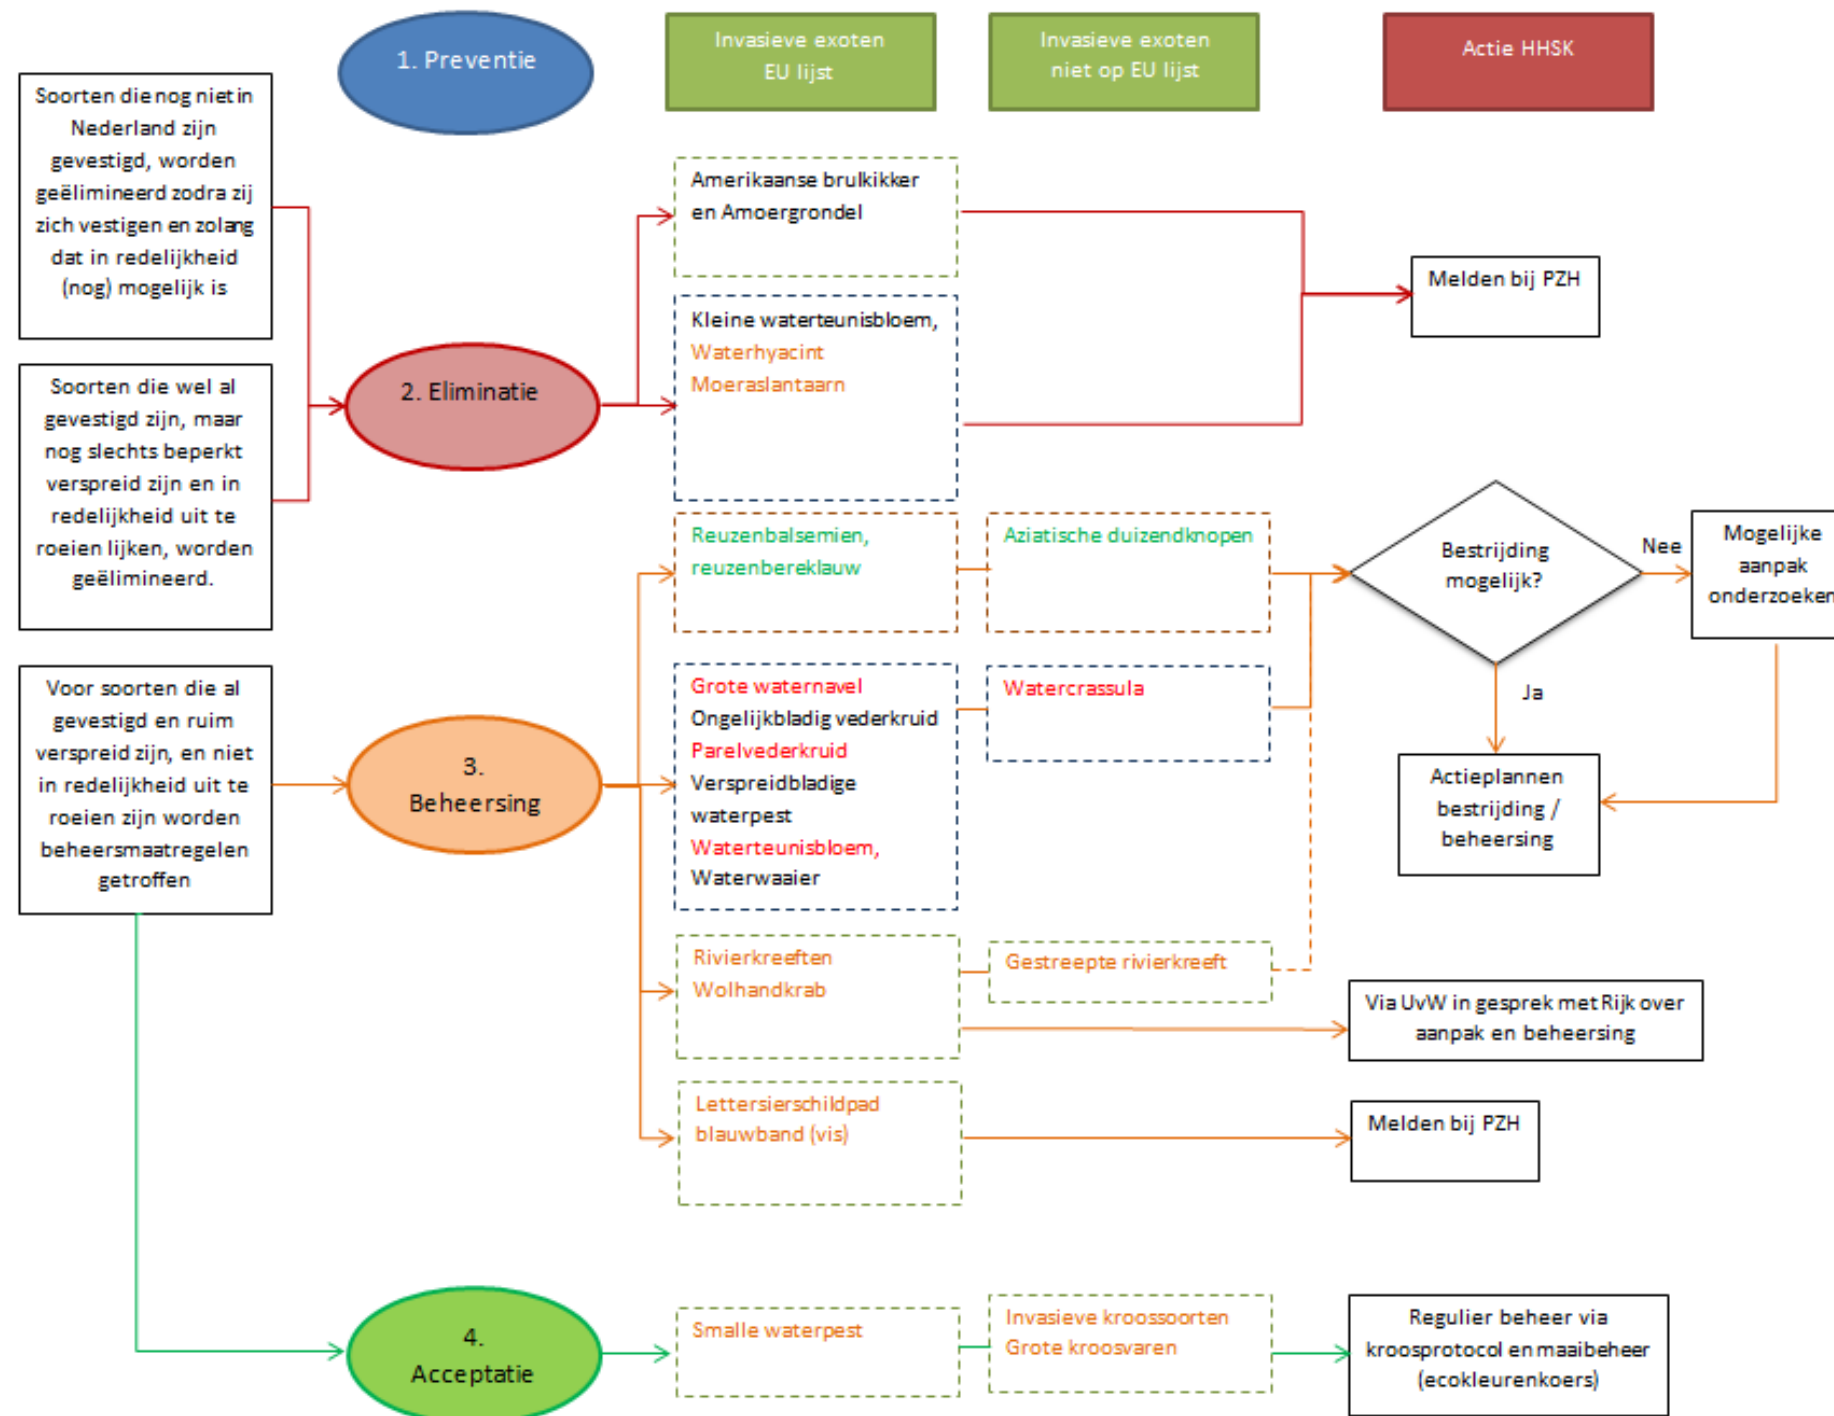 1. Preventie
Invasieve exoten
EU lijst
Invasieve exoten
niet op EU lijst
Actie HHSK
Soorten die nog niet in
Nederland zijn
gevestigd, worden
geëlimineerd zodra zij
zich vestigen en zolang
dat in redelijkheid
(nog) mogelijk is
Amerikaanse brulkikker
en Amoergrondel
Melden bij PZH
Kleine waterteunisbloem,
Waterhyacint
Moeraslantaarn
2. Eliminatie
Soorten die wel al
gevestigd zijn, maar
nog slechts beperkt
verspreid zijn en in
redelijkheid uit te
roeien lijken, worden
geëlimineerd.
Reuzenbalsemien,
reuzenbereklauw
Aziatische duizendknopen
Bestrijding
mogelijk?
Nee
Mogelijke
aanpak
onderzoeken
Ja
Voor soorten die al
gevestigd en ruim
verspreid zijn, en niet
in redelijkheid uit te
roeien zijn worden
beheersmaatregelen
getroffen
3.
Beheersing
Grote waternavel
Ongelijkbladig vederkruid
Parelvederkruid
Verspreidbladige
waterpest
Waterteunisbloem,
Waterwaaier
Watercrassula
Actieplannen
bestrijding /
beheersing
Rivierkreeften
Wolhandkrab
Gestreepte rivierkreeft
Via UvW in gesprek met Rijk over
aanpak en beheersing
Lettersierschildpad
blauwband (vis)
Melden bij PZH
4.
Acceptatie
Smalle waterpest
Invasieve kroossoorten
Grote kroosvaren
Regulier beheer via
kroosprotocol en maaibeheer
(ecokleurenkoers)